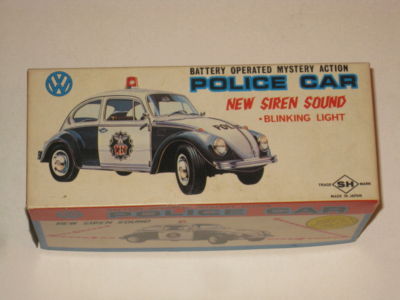 BATTERY OPERATED MYSTERY ACTION
VW
POLICE CAR
NEW SIREN SOUND
• BLINKING LIGHT
POLICE
TRADE SH MARK
MADE IN JAPAN
POLICE CAR
NEW SIREN SOUND